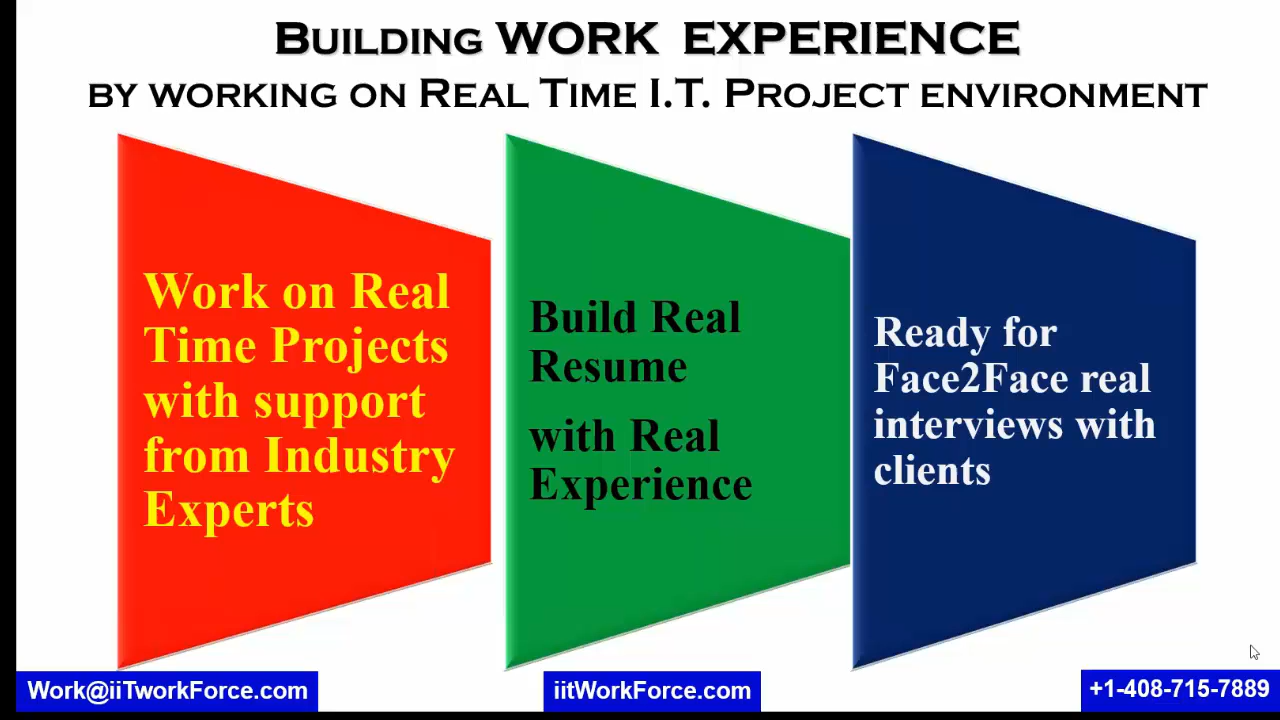 BUILDING WORK EXPERIENCE
BY WORKING ON REAL TIME I.T. PROJECT ENVIRONMENT
Work on Real
Time Projects
with support
from Industry
Experts
Build Real
Resume
with Real
Experience
Ready for
Face2Face real
interviews with
clients
Work@iiTworkForce.com
iitWorkForce.com
+1-408-715-7889